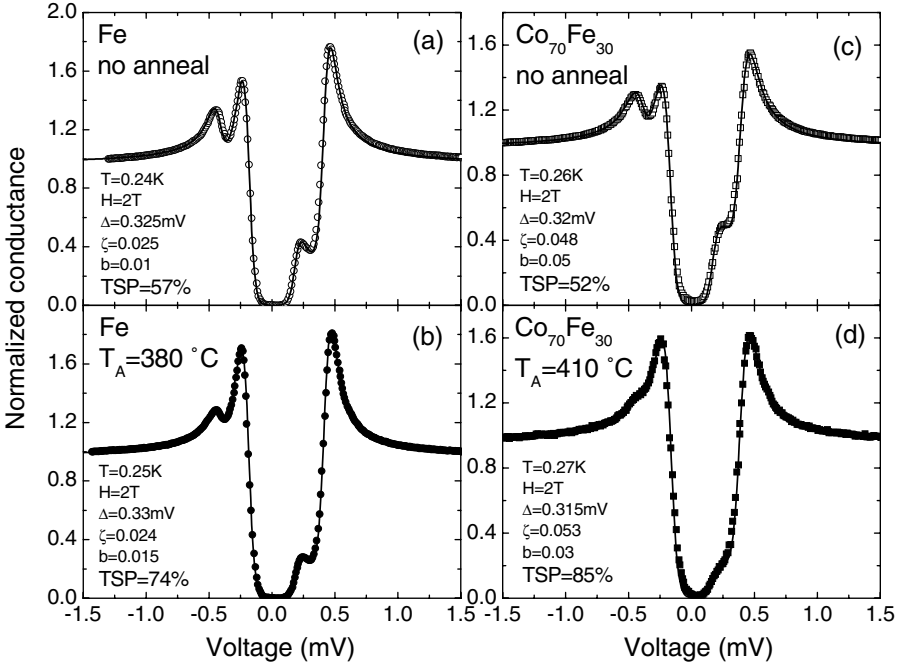 Normalized conductance
2.0
1.6
1.2
0.8
0.4
0.0
Fe
no anneal
(a)
T=0.24K
H=2T
Δ=0.325mV
ζ=0.025
b=0.01
TSP=57%
Co70Fe30
no anneal
(c)
T=0.26K
H=2T
Δ=0.32mV
ζ=0.048
b=0.05
TSP=52%
1.6
1.2
0.8
0.4
0.0
Fe
TA=380 °C
(b)
T=0.25K
H=2T
Δ=0.33mV
ζ=0.024
b=0.015
TSP=74%
Co70Fe30
TA=410 °C
(d)
T=0.27K
H=2T
Δ=0.315mV
ζ=0.053
b=0.03
TSP=85%
2.0
1.6
1.2
0.8
0.4
0.0
1.6
1.2
0.8
0.4
0.0
-1.5 -1.0 -0.5 0.0 0.5 1.0 1.5
-1.0 -0.5 0.0 0.5 1.0 1.5
Voltage (mV)
Voltage (mV)